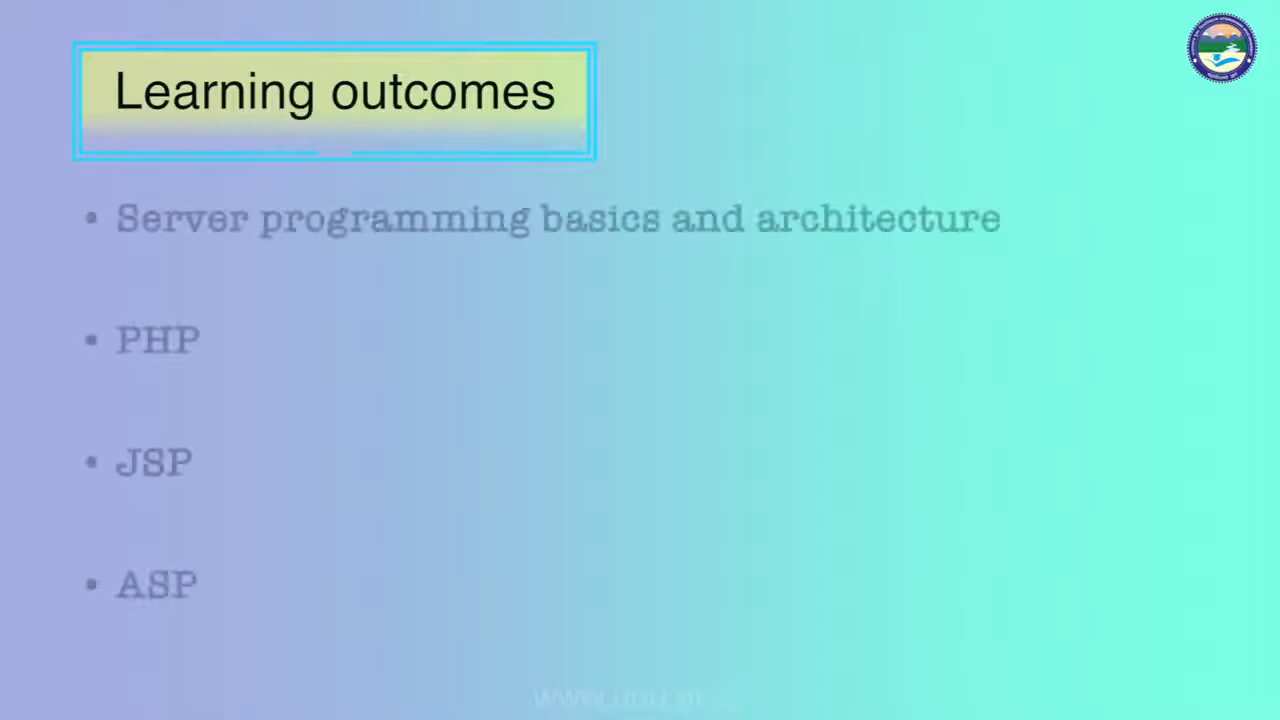 Learning outcomes
• Server programming basics and architecture
• PHP
• JSP
• ASP